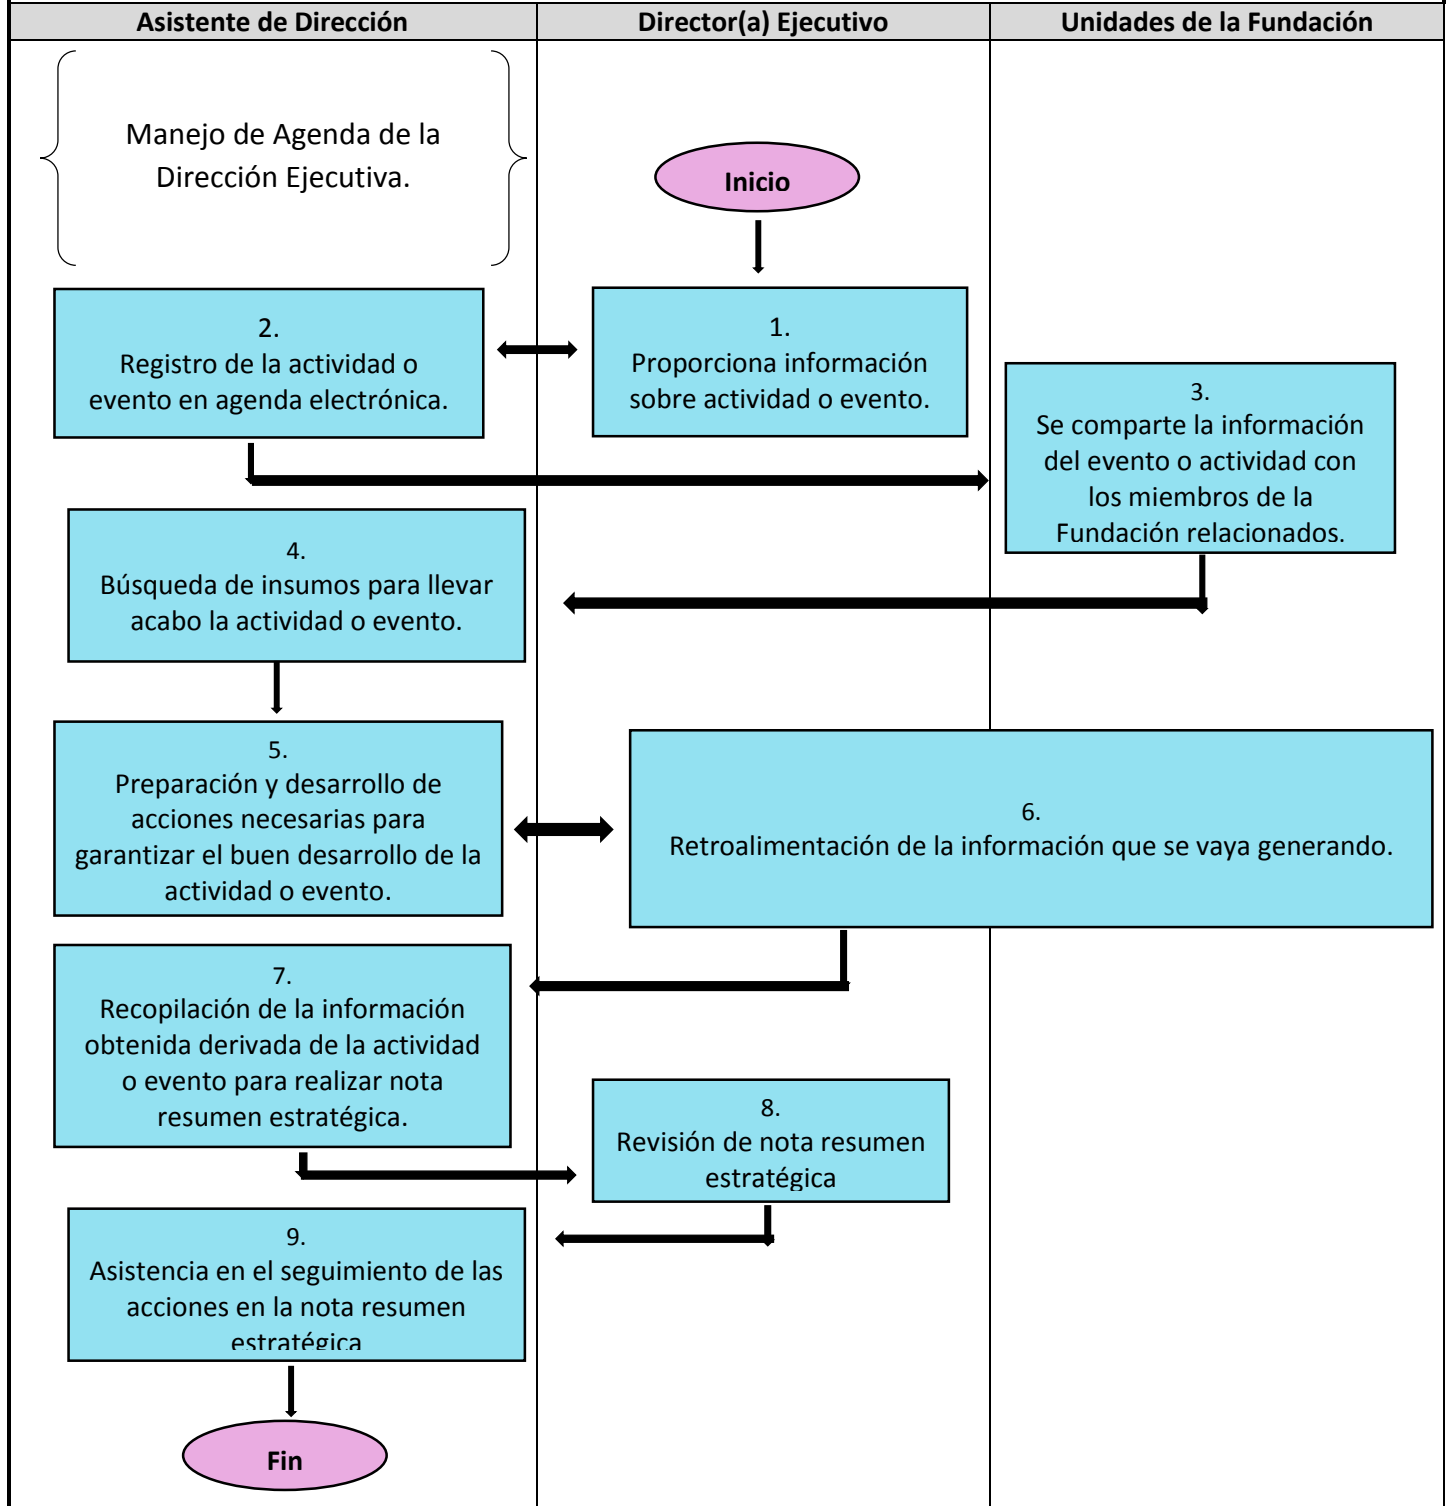 Asistente de Dirección
Director(a) Ejecutivo
Unidades de la Fundación
Manejo de Agenda de la
Dirección Ejecutiva.
Inicio
2.
Registro de la actividad o
evento en agenda electrónica.
1.
Proporciona información
sobre actividad o evento.
3.
Se comparte la información
del evento o actividad con
los miembros de la
Fundación relacionados.
4.
Búsqueda de insumos para llevar
acabo la actividad o evento.
5.
Preparación y desarrollo de
acciones necesarias para
garantizar el buen desarrollo de la
actividad o evento.
6.
Retroalimentación de la información que se vaya generando.
7.
Recopilación de la información
obtenida derivada de la actividad
o evento para realizar nota
resumen estratégica.
8.
Revisión de nota resumen
estratégica
9.
Asistencia en el seguimiento de las
acciones en la nota resumen
estratégica
Fin